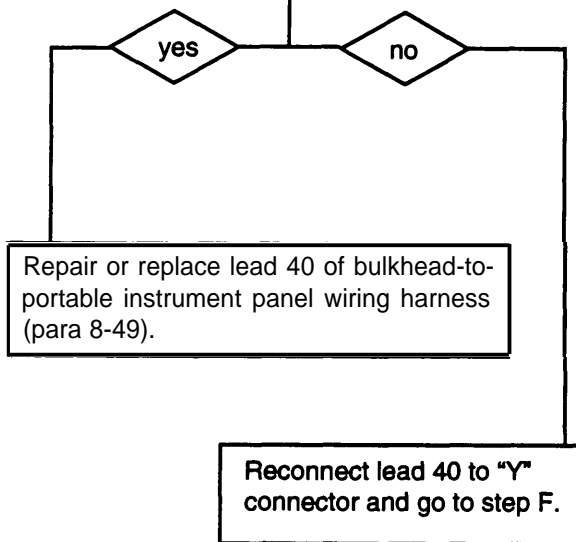 yes
no
Repair or replace lead 40 of bulkhead-to-
portable instrument panel wiring harness
(para 8-49).
Reconnect lead 40 to "Y"
connector and go to step F.